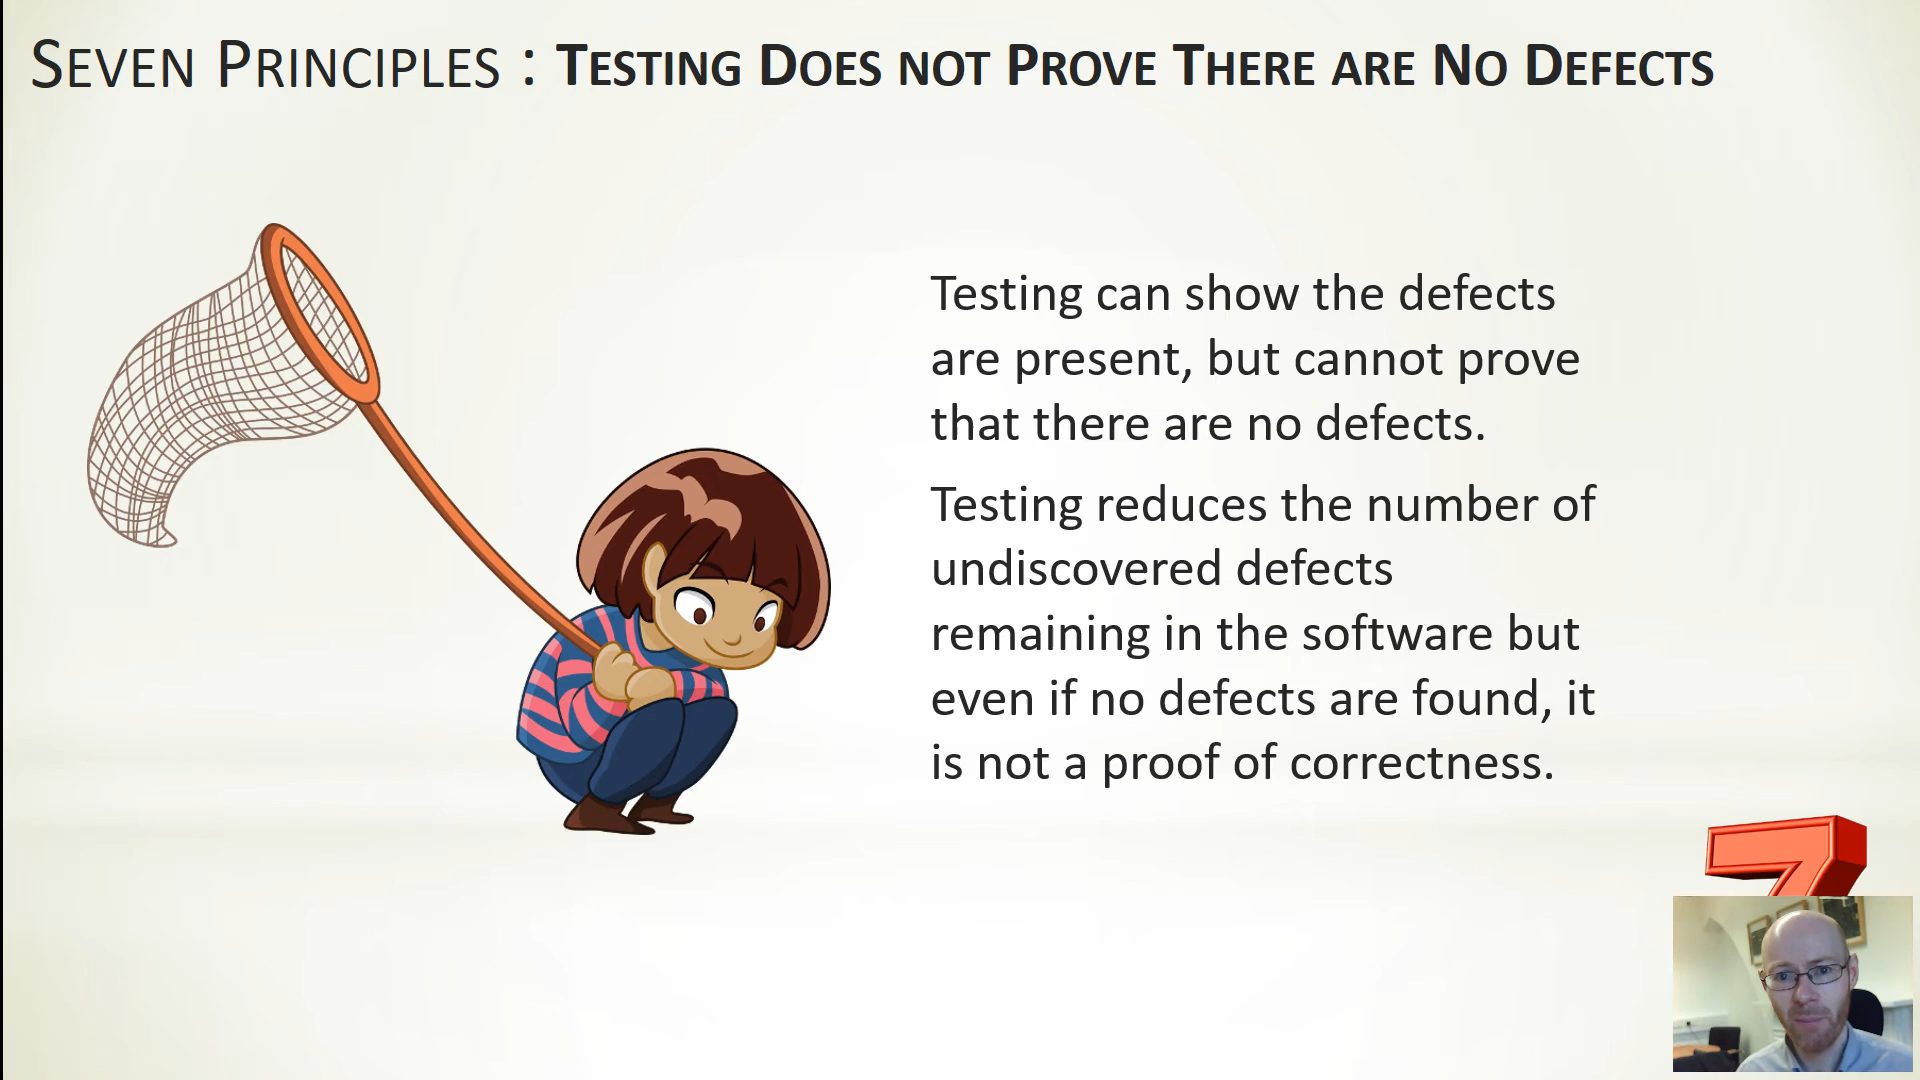 Seven Principles : Testing Does not Prove There are No Defects
Testing can show the defects
are present, but cannot prove
that there are no defects.
Testing reduces the number of
undiscovered defects
remaining in the software but
even if no defects are found, it
is not a proof of correctness.
7